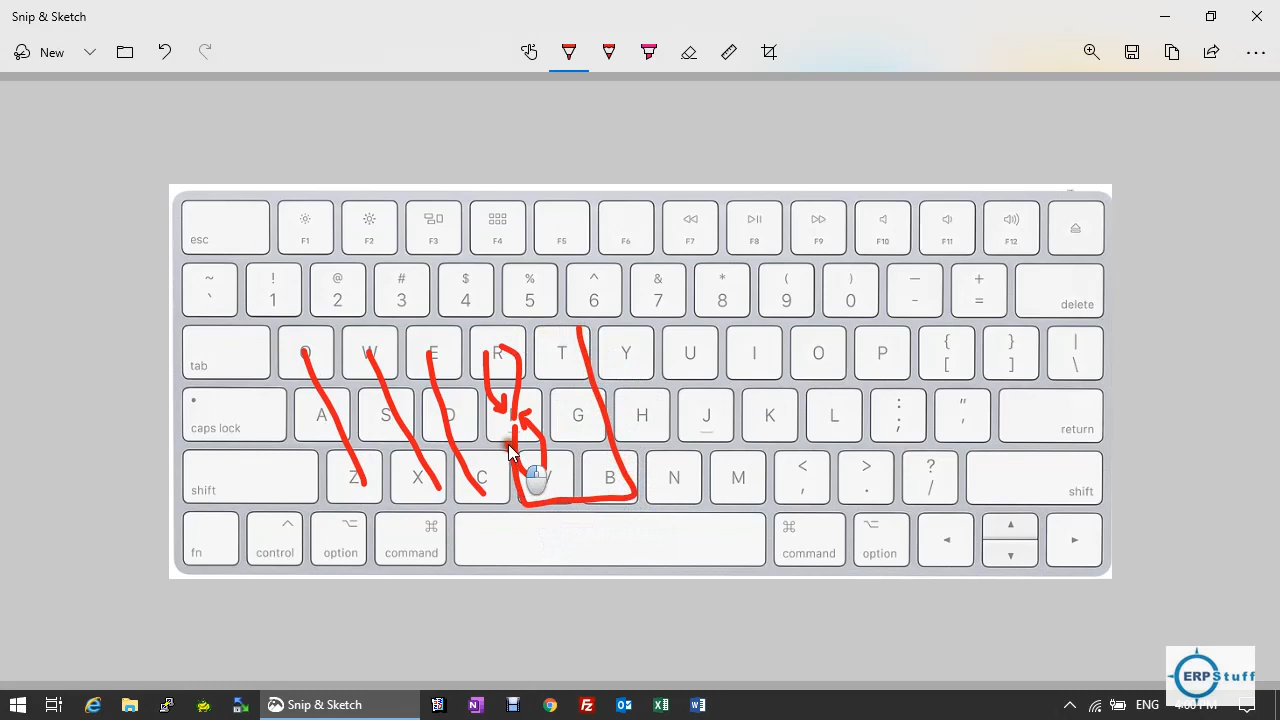 Snip & Sketch
New
esc F1 F2 F3 F4 F5 F6 F7 F8 F9 F10 F11 F12
~ ! @ # $ % ^ & * ( ) — +
` 1 2 3 4 5 6 7 8 9 0 - = delete
{ } |
tab Q W E R T Y U I O P [ ] \
: "
caps lock A S D G H J K L ; ' return
< > ?
shift Z X C V B N M , . / shift
fn control option command command option
ERPStuff
Snip & Sketch
ENG